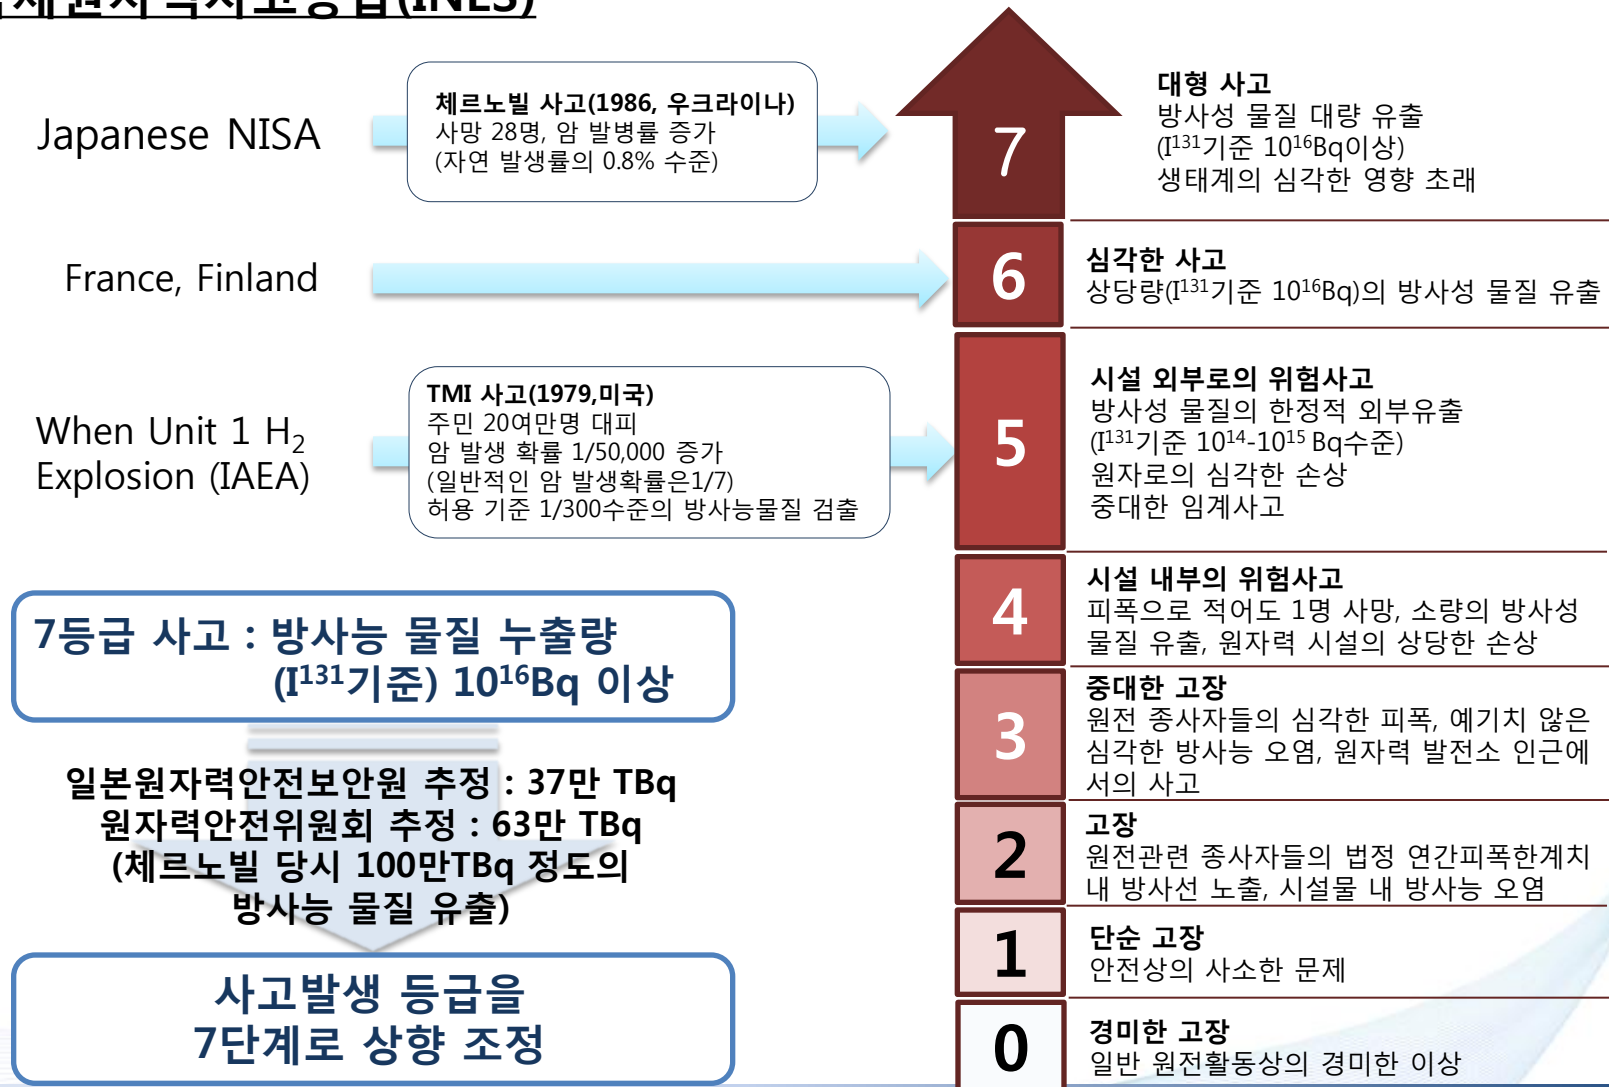 (INES)
Japanese NISA
체르노빌 사고(1986, 우크라이나)
사망 28명, 암 발병률 증가
(자연 발생률의 0.8% 수준)
France, Finland
When Unit 1 H₂
Explosion (IAEA)
TMI 사고(1979,미국)
주민 20여만명 대피
암 발생 확률 1/50,000 증가
(일반적인 암 발생확률은1/7)
허용 기준 1/300수준의 방사능물질 검출
7등급 사고 : 방사능 물질 누출량
(I¹³¹기준) 10¹⁶Bq 이상
일본원자력안전보안원 추정 : 37만 TBq
원자력안전위원회 추정 : 63만 TBq
(체르노빌 당시 100만TBq 정도의
방사능 물질 유출)
사고발생 등급을
7단계로 상향 조정
7
대형 사고
방사성 물질 대량 유출
(I¹³¹기준 10¹⁶Bq이상)
생태계의 심각한 영향 초래
6
심각한 사고
상당량(I¹³¹기준 10¹⁶Bq)의 방사성 물질 유출
5
시설 외부로의 위험사고
방사성 물질의 한정적 외부유출
(I¹³¹기준 10¹⁴-10¹⁵ Bq수준)
원자로의 심각한 손상
중대한 임계사고
4
시설 내부의 위험사고
피폭으로 적어도 1명 사망, 소량의 방사성
물질 유출, 원자력 시설의 상당한 손상
3
중대한 고장
원전 종사자들의 심각한 피폭, 예기치 않은
심각한 방사능 오염, 원자력 발전소 인근에
서의 사고
2
고장
원전관련 종사자들의 법정 연간피폭한계치
내 방사선 노출, 시설물 내 방사능 오염
1
단순 고장
안전상의 사소한 문제
0
경미한 고장
일반 원전활동상의 경미한 이상